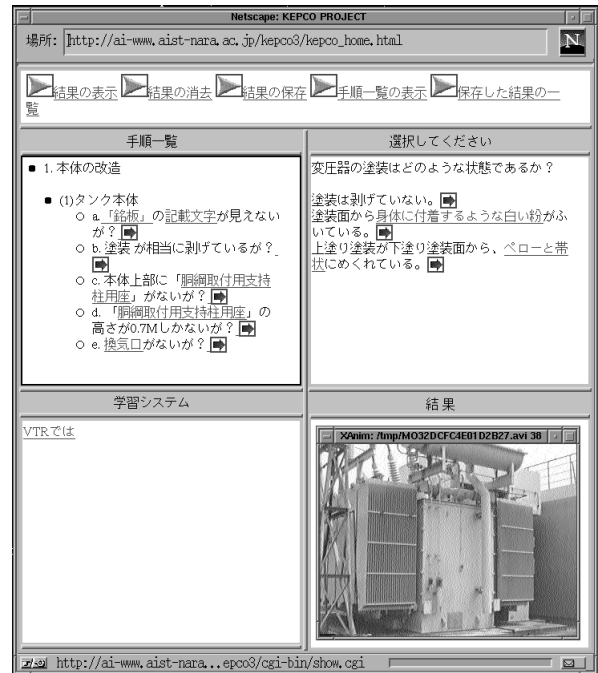 Netscape: KEPCO PROJECT
場所: http://ai-www.aist-nara.ac.jp/kepco3/kepco_home.html
N
結果の表示 結果の消去 結果の保存 手順一覧の表示 保存した結果の一
覧
手順一覧
1. 本体の改造
(1)タンク本体
a.「銘板」の記載文字が見えない
が？
b. 塗装 が相当に剥げているが？
c. 本体上部に「胴綱取付用支持
柱用座」がないが？
d. 「胴綱取付用支持柱用座」の
高さが0.7Mしかないが？
e. 換気口がないが？
選択してください
変圧器の塗装はどのような状態であるか？
塗装は剥げていない。
塗装面から身体に付着するような白い粉がふ
いている。
上塗り塗装が下塗り塗装面から、ペローと帯
状にめくれている。
学習システム
VTRでは
結果
XAnim: /tmp/MO32DCFC4E01D2B27.avi 38
http://ai-www.aist-nara...epco3/cgi-bin/show.cgi